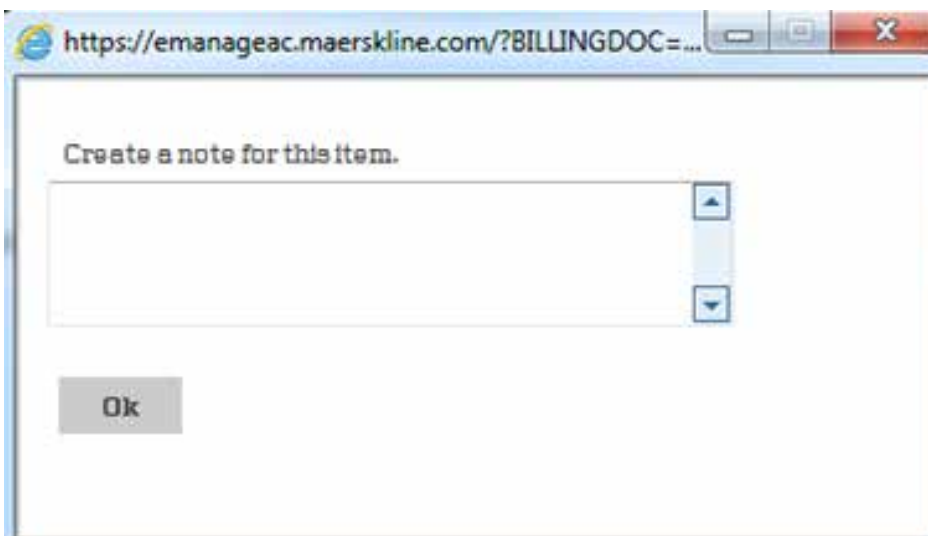 https://emanageac.maerskline.com/?BILLINGDOC=...
Create a note for this item.
Ok